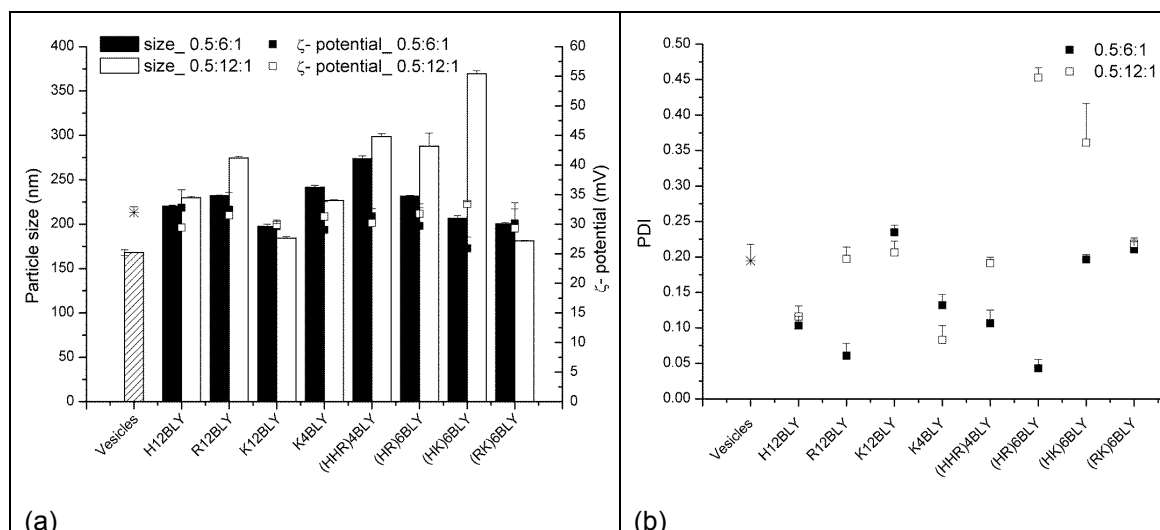 size_ 0.5:6:1
size_ 0.5:12:1
ζ- potential_ 0.5:6:1
ζ- potential_ 0.5:12:1
Particle size (nm)
400
350
300
250
200
150
100
50
0
60
55
50
45
40
35
30
25
20
15
10
5
0
ζ- potential (mV)
Vesicles
H12BLY
R12BLY
K12BLY
K4BLY
(HHR)4BLY
(HR)6BLY
(HK)6BLY
(RK)6BLY
(a)
0.5:6:1
0.5:12:1
PDI
0.50
0.45
0.40
0.35
0.30
0.25
0.20
0.15
0.10
0.05
0.00
Vesicles
H12BLY
R12BLY
K12BLY
K4BLY
(HHR)4BLY
(HR)6BLY
(HK)6BLY
(RK)6BLY
(b)